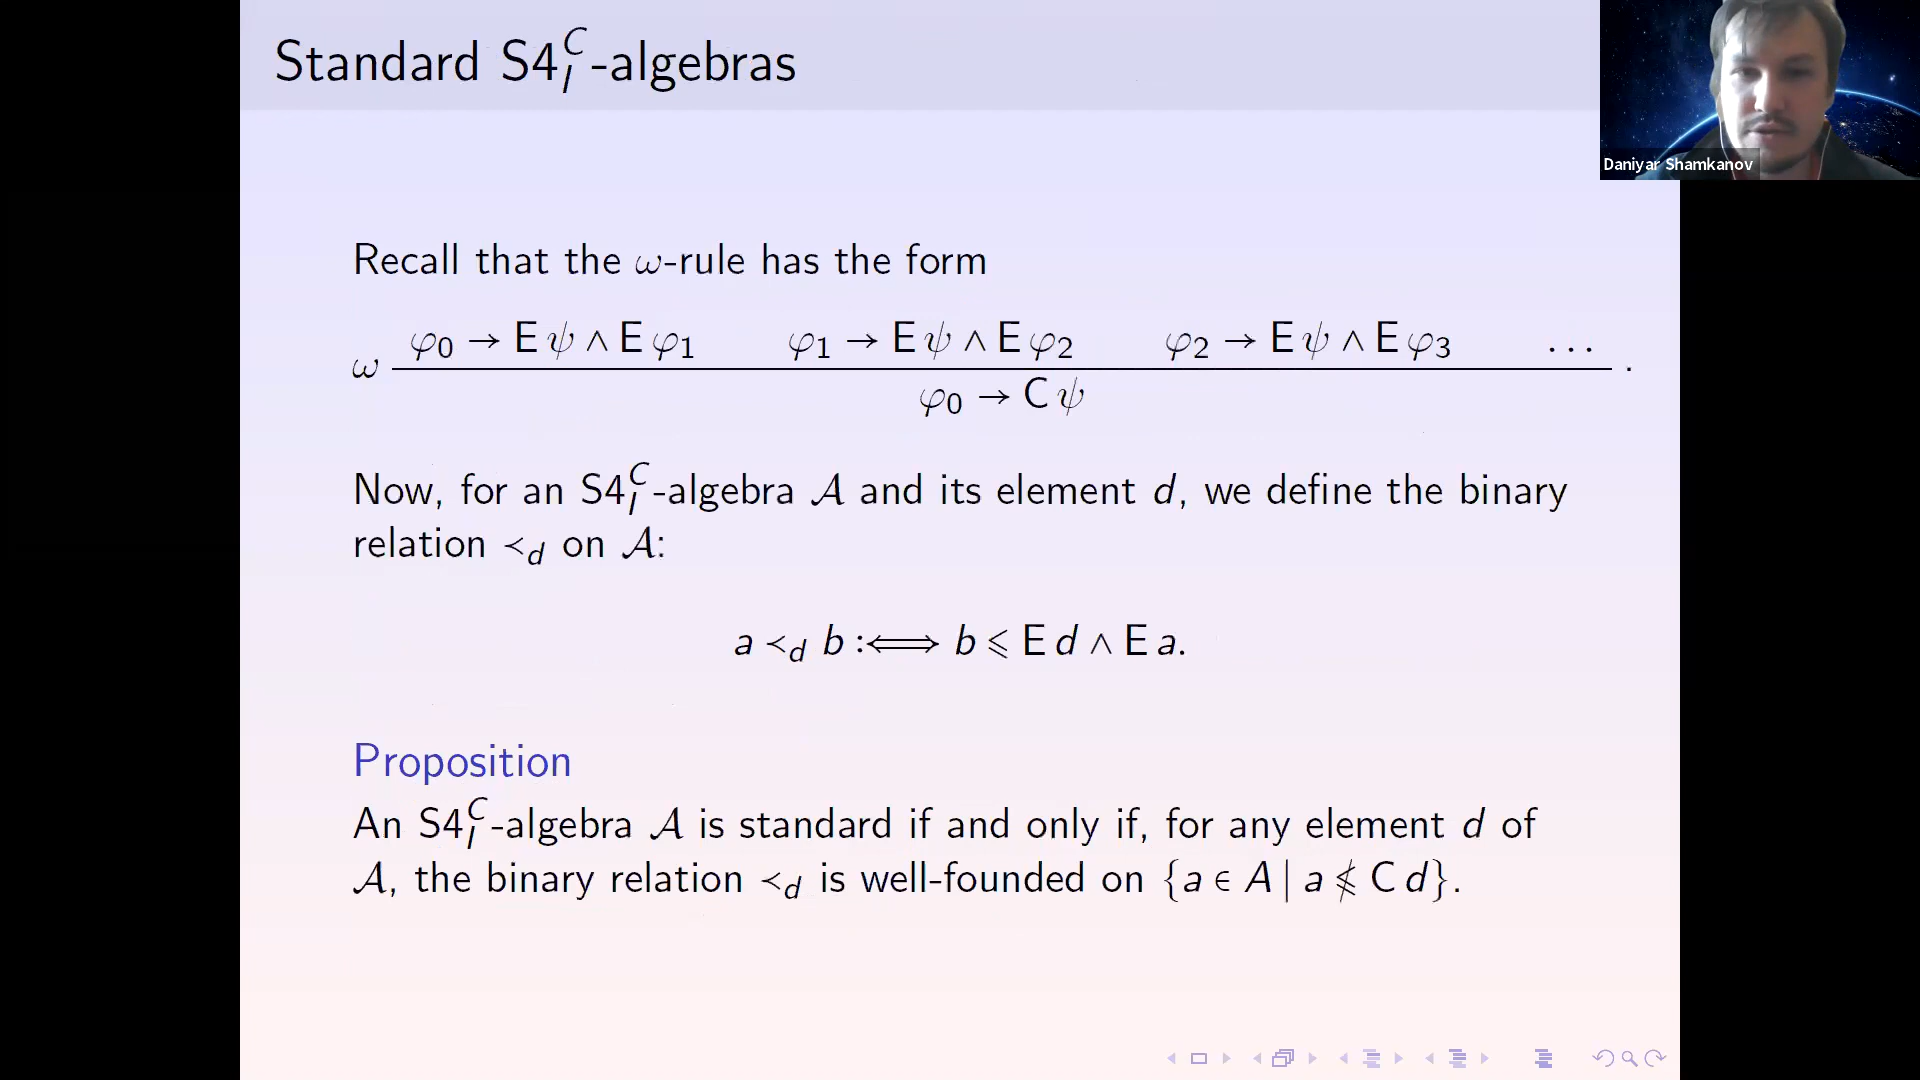 Standard S4_I^C-algebras
Daniyar Shamkanov
Recall that the ω-rule has the form
φ₀ → E ψ ∧ E φ₁   φ₁ → E ψ ∧ E φ₂   φ₂ → E ψ ∧ E φ₃   ...
ω   .
φ₀ → C ψ
Now, for an S4_I^C-algebra 𝒜 and its element d, we define the binary
relation ≺_d on 𝒜:
a ≺_d b :⟺ b ⩽ E d ∧ E a.
Proposition
An S4_I^C-algebra 𝒜 is standard if and only if, for any element d of
𝒜, the binary relation ≺_d is well-founded on {a ∈ A | a ⩽̸ C d}.